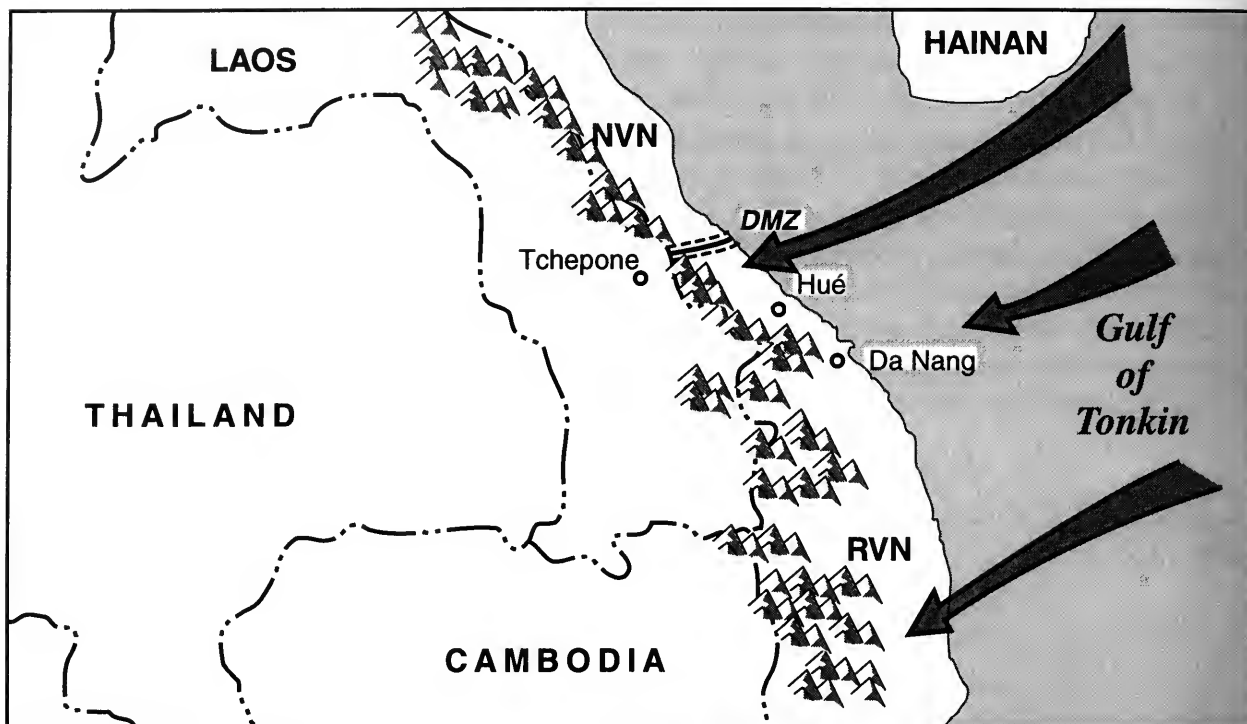 HAINAN
LAOS
NVN
DMZ
Tchepone
Hué
Gulf
of
Tonkin
Da Nang
THAILAND
RVN
CAMBODIA